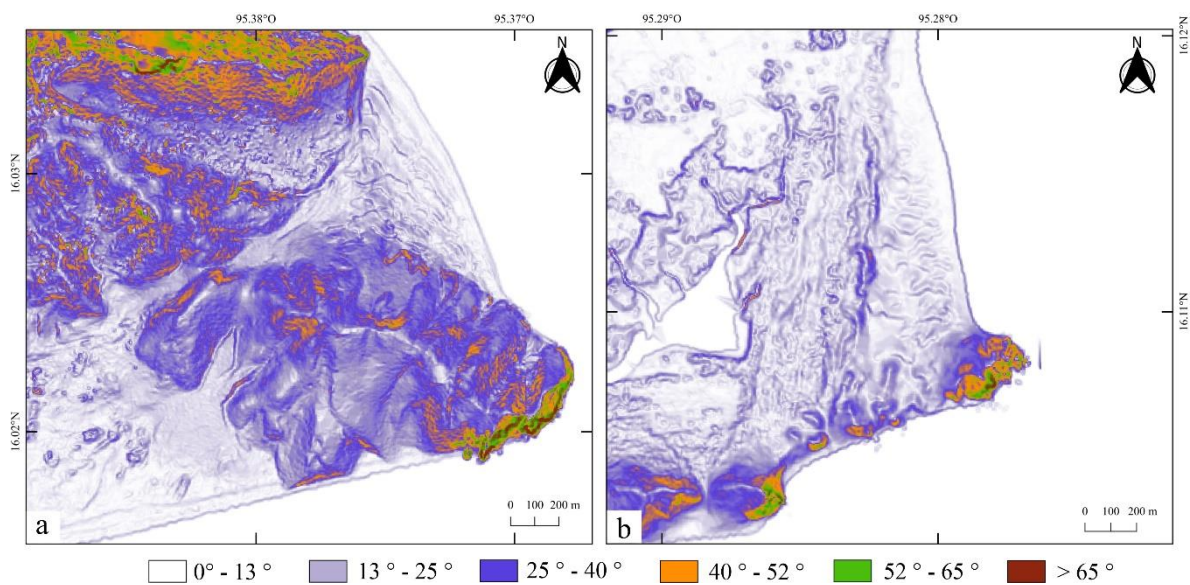 95.38°O 95.37°O 95.29°O 95.28°O
N N
16.12°N
16.03°N
16.11°N
16.02°N
0 100 200 m 0 100 200 m
a b
0° - 13° 13° - 25° 25° - 40° 40° - 52° 52° - 65° > 65°